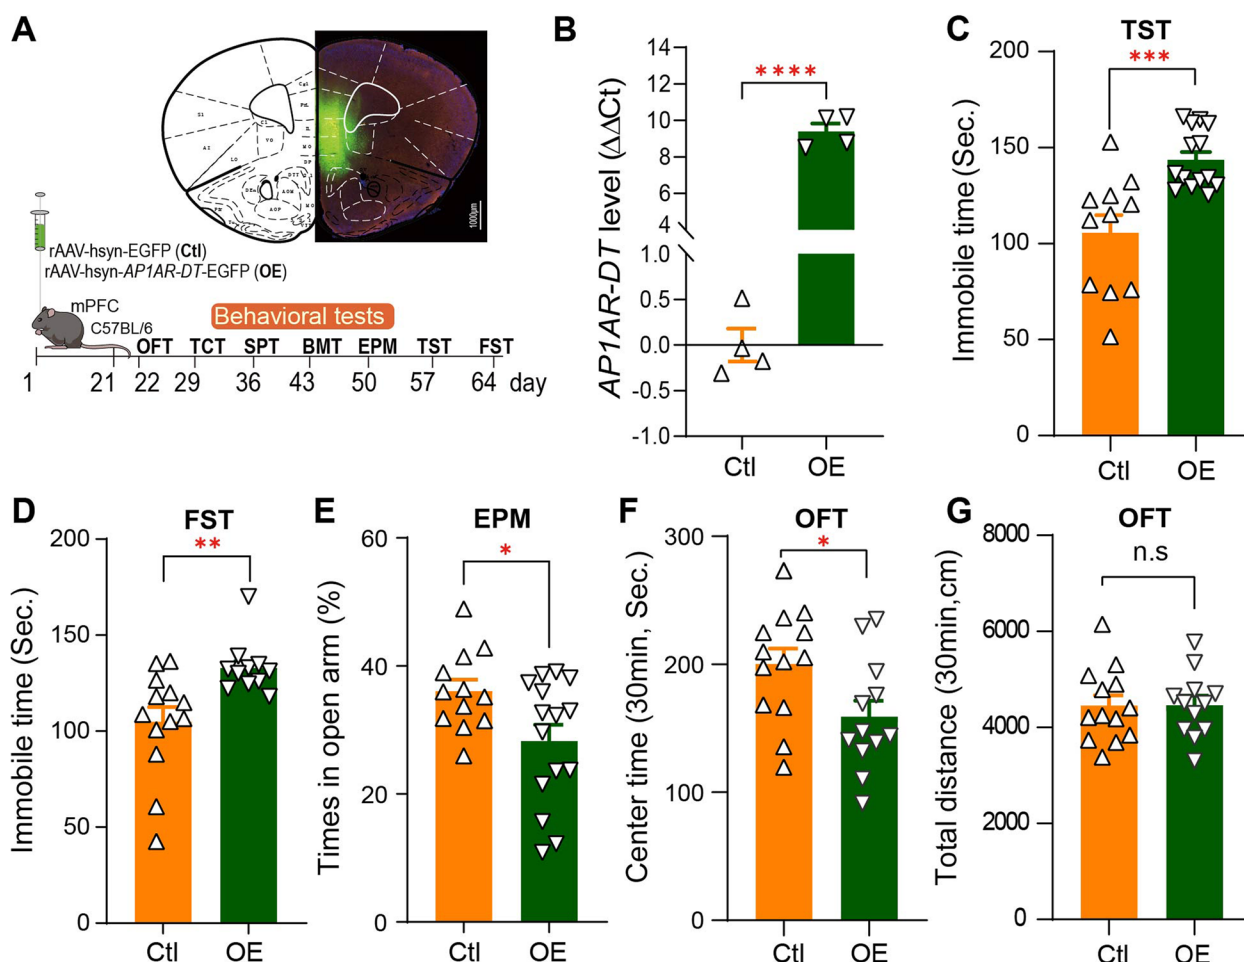 A
1000μm
rAAV-hsyn-EGFP (Ctl)
rAAV-hsyn-AP1AR-DT-EGFP (OE)
mPFC
C57BL/6
Behavioral tests
OFT TCT SPT BMT EPM TST FST
1 21 22 29 36 43 50 57 64 day
B
AP1AR-DT level (ΔΔCt)
14
12
10
8
6
4
1.0
0.5
0.0
-0.5
-1.0
****
Ctl OE
C
TST
***
Immobile time (Sec.)
200
150
100
50
0
Ctl OE
D
FST
**
Immobile time (Sec.)
200
150
100
50
0
Ctl OE
E
EPM
*
Times in open arm (%)
60
40
20
0
Ctl OE
F
OFT
*
Center time (30min, Sec.)
300
200
100
0
Ctl OE
G
OFT
n.s
Total distance (30min,cm)
8000
6000
4000
2000
0
Ctl OE